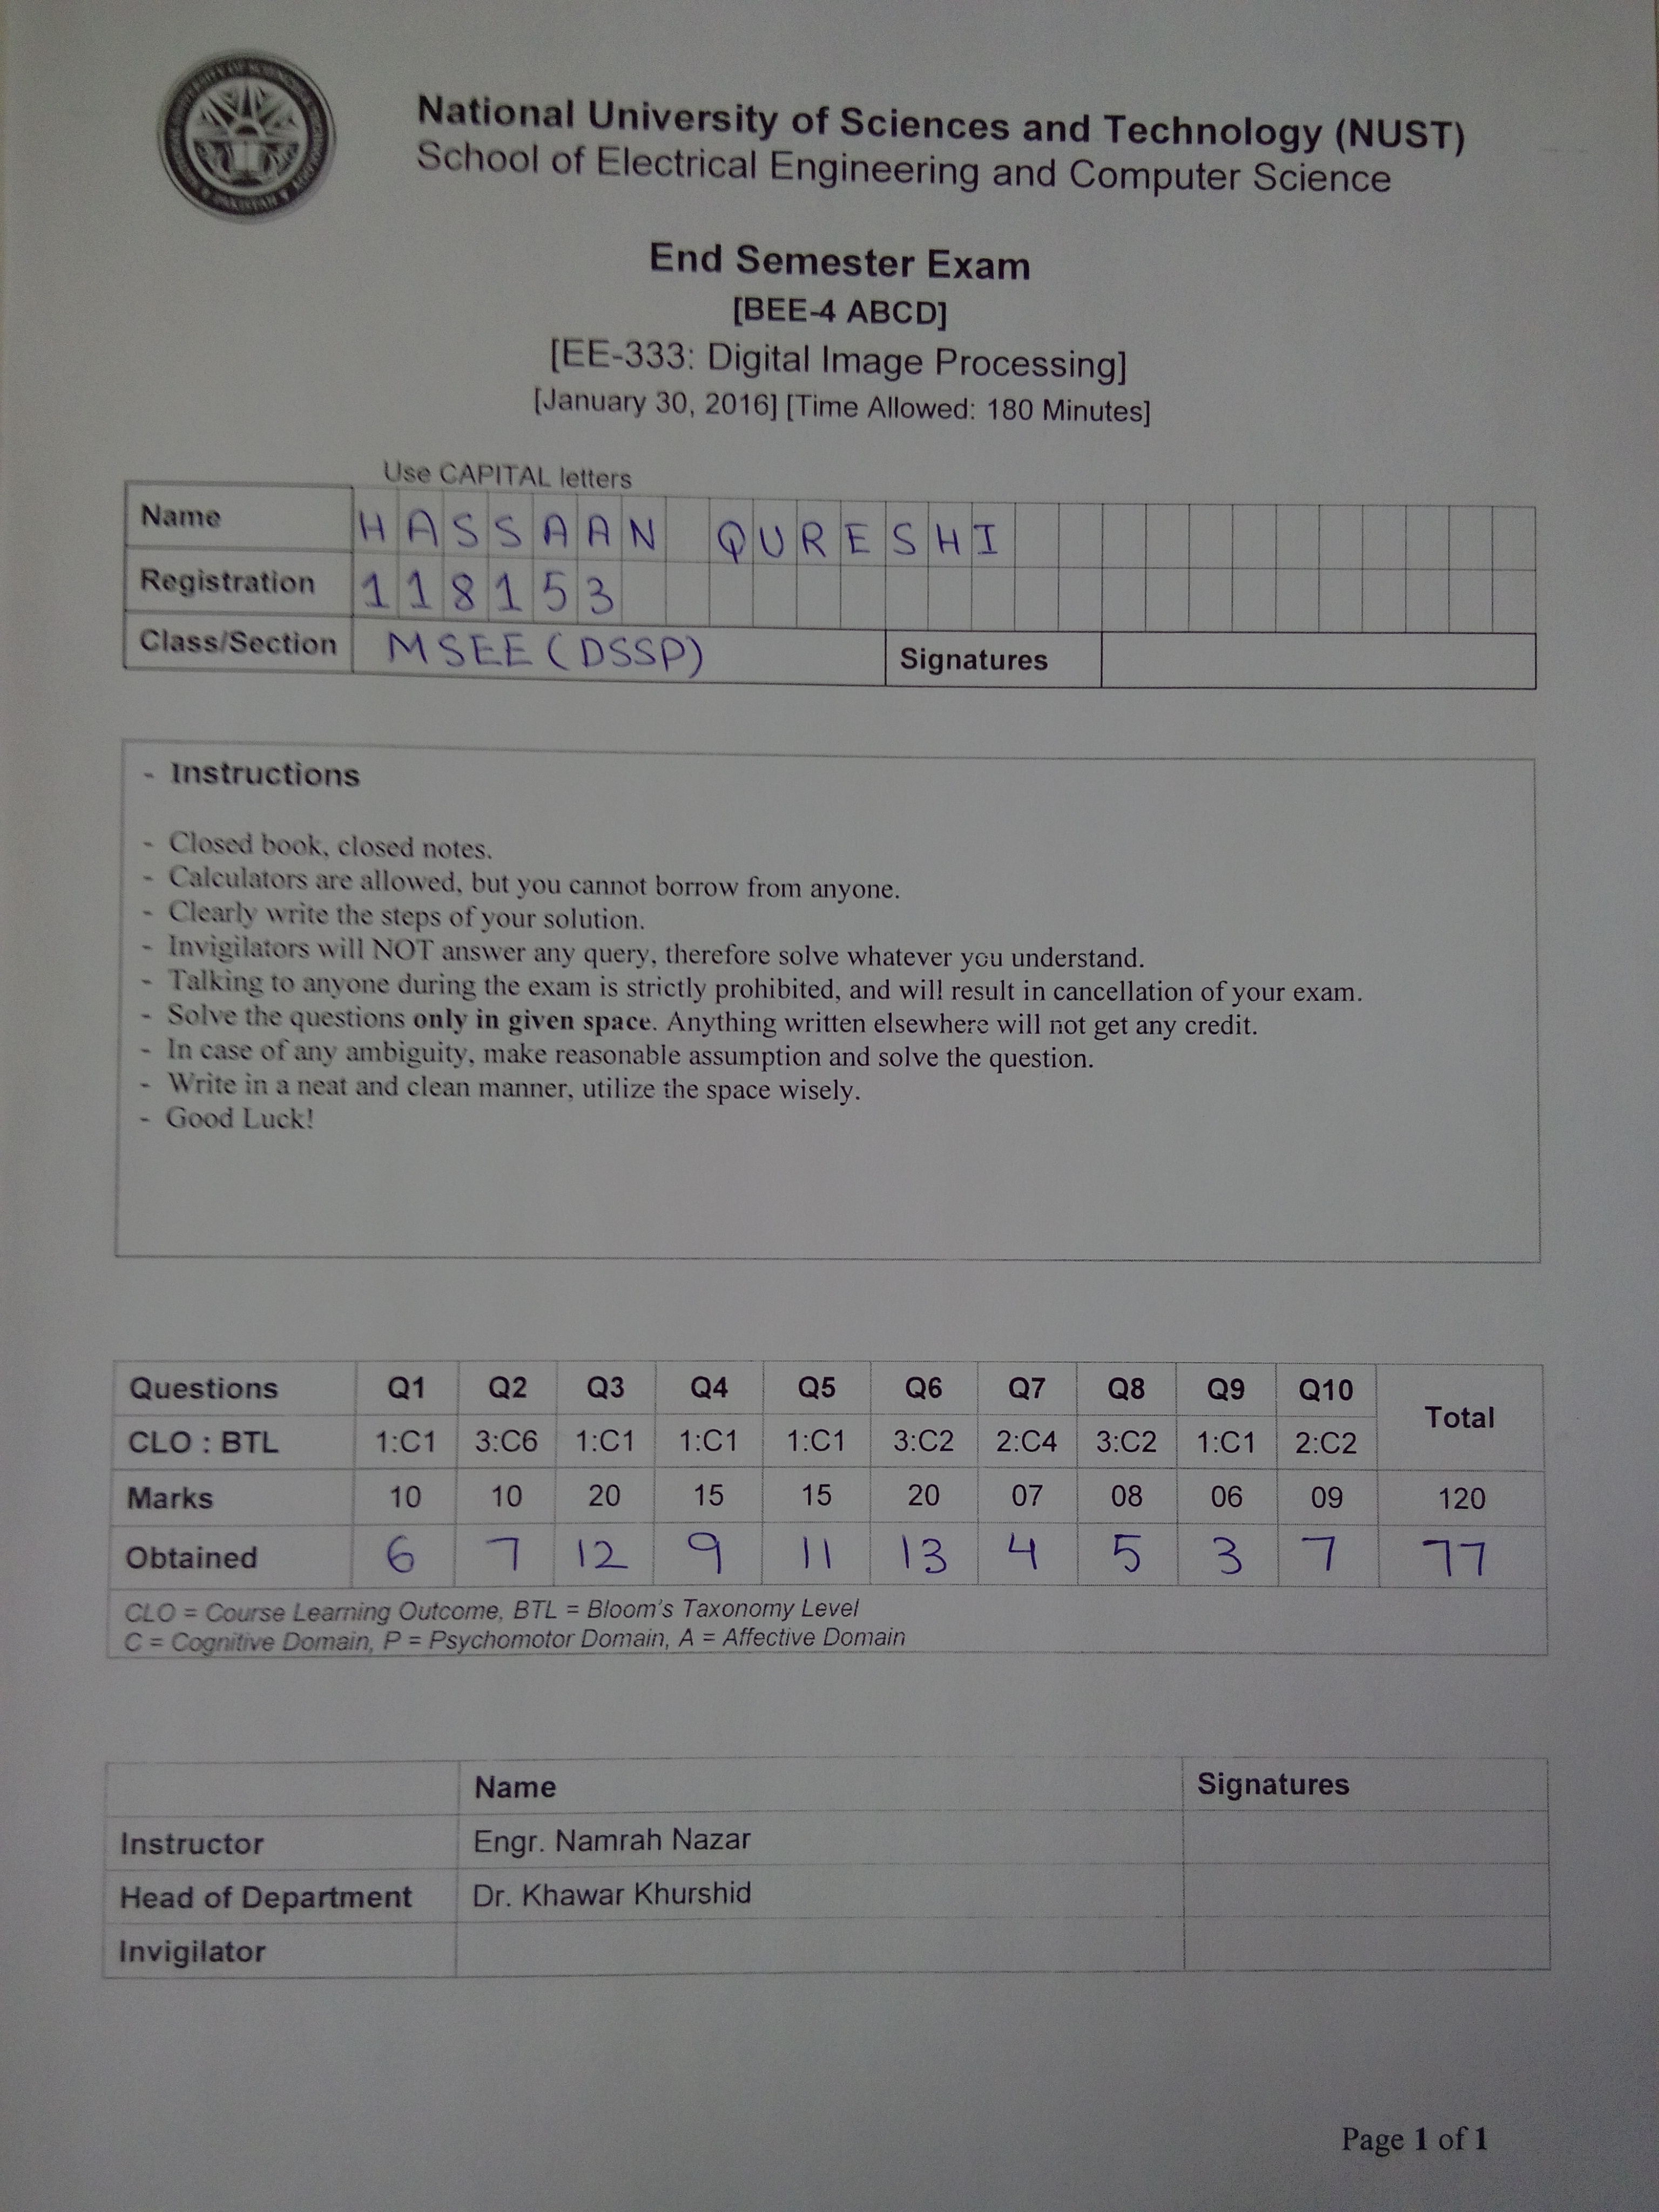 National University of Sciences and Technology (NUST)
School of Electrical Engineering and Computer Science
End Semester Exam
[BEE-4 ABCD]
[EE-333: Digital Image Processing]
[January 30, 2016] [Time Allowed: 180 Minutes]
Use CAPITAL letters
Name HASSAAN QURESHI
Registration 118153
Class/Section MSEE (DSSP) Signatures
- Instructions
- Closed book, closed notes.
- Calculators are allowed, but you cannot borrow from anyone.
- Clearly write the steps of your solution.
- Invigilators will NOT answer any query, therefore solve whatever you understand.
- Talking to anyone during the exam is strictly prohibited, and will result in cancellation of your exam.
- Solve the questions only in given space. Anything written elsewhere will not get any credit.
- In case of any ambiguity, make reasonable assumption and solve the question.
- Write in a neat and clean manner, utilize the space wisely.
- Good Luck!
Questions Q1 Q2 Q3 Q4 Q5 Q6 Q7 Q8 Q9 Q10 Total
CLO : BTL 1:C1 3:C6 1:C1 1:C1 1:C1 3:C2 2:C4 3:C2 1:C1 2:C2
Marks 10 10 20 15 15 20 07 08 06 09 120
Obtained 6 7 12 9 11 13 4 5 3 7 77
CLO = Course Learning Outcome, BTL = Bloom's Taxonomy Level
C = Cognitive Domain, P = Psychomotor Domain, A = Affective Domain
Name Signatures
Instructor Engr. Namrah Nazar
Head of Department Dr. Khawar Khurshid
Invigilator
Page 1 of 1